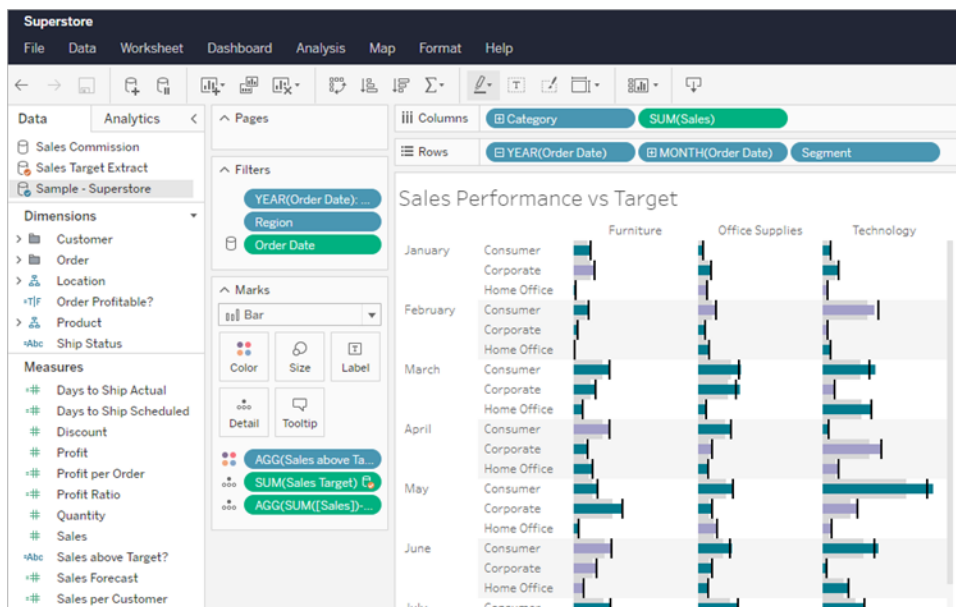 Superstore
File Data Worksheet Dashboard Analysis Map Format Help
Data Analytics
Sales Commission
Sales Target Extract
Sample - Superstore
Dimensions
Customer
Order
Location
Order Profitable?
Product
Ship Status
Measures
Days to Ship Actual
Days to Ship Scheduled
Discount
Profit
Profit per Order
Profit Ratio
Quantity
Sales
Sales above Target?
Sales Forecast
Sales per Customer
Pages
Filters
YEAR(Order Date): ...
Region
Order Date
Marks
Bar
Color Size Label
Detail Tooltip
AGG(Sales above Ta...
SUM(Sales Target)
AGG(SUM([Sales])-...
Columns Category SUM(Sales)
Rows YEAR(Order Date) MONTH(Order Date) Segment
Sales Performance vs Target
Furniture Office Supplies Technology
January Consumer
Corporate
Home Office
February Consumer
Corporate
Home Office
March Consumer
Corporate
Home Office
April Consumer
Corporate
Home Office
May Consumer
Corporate
Home Office
June Consumer
Corporate
Home Office
July Consumer